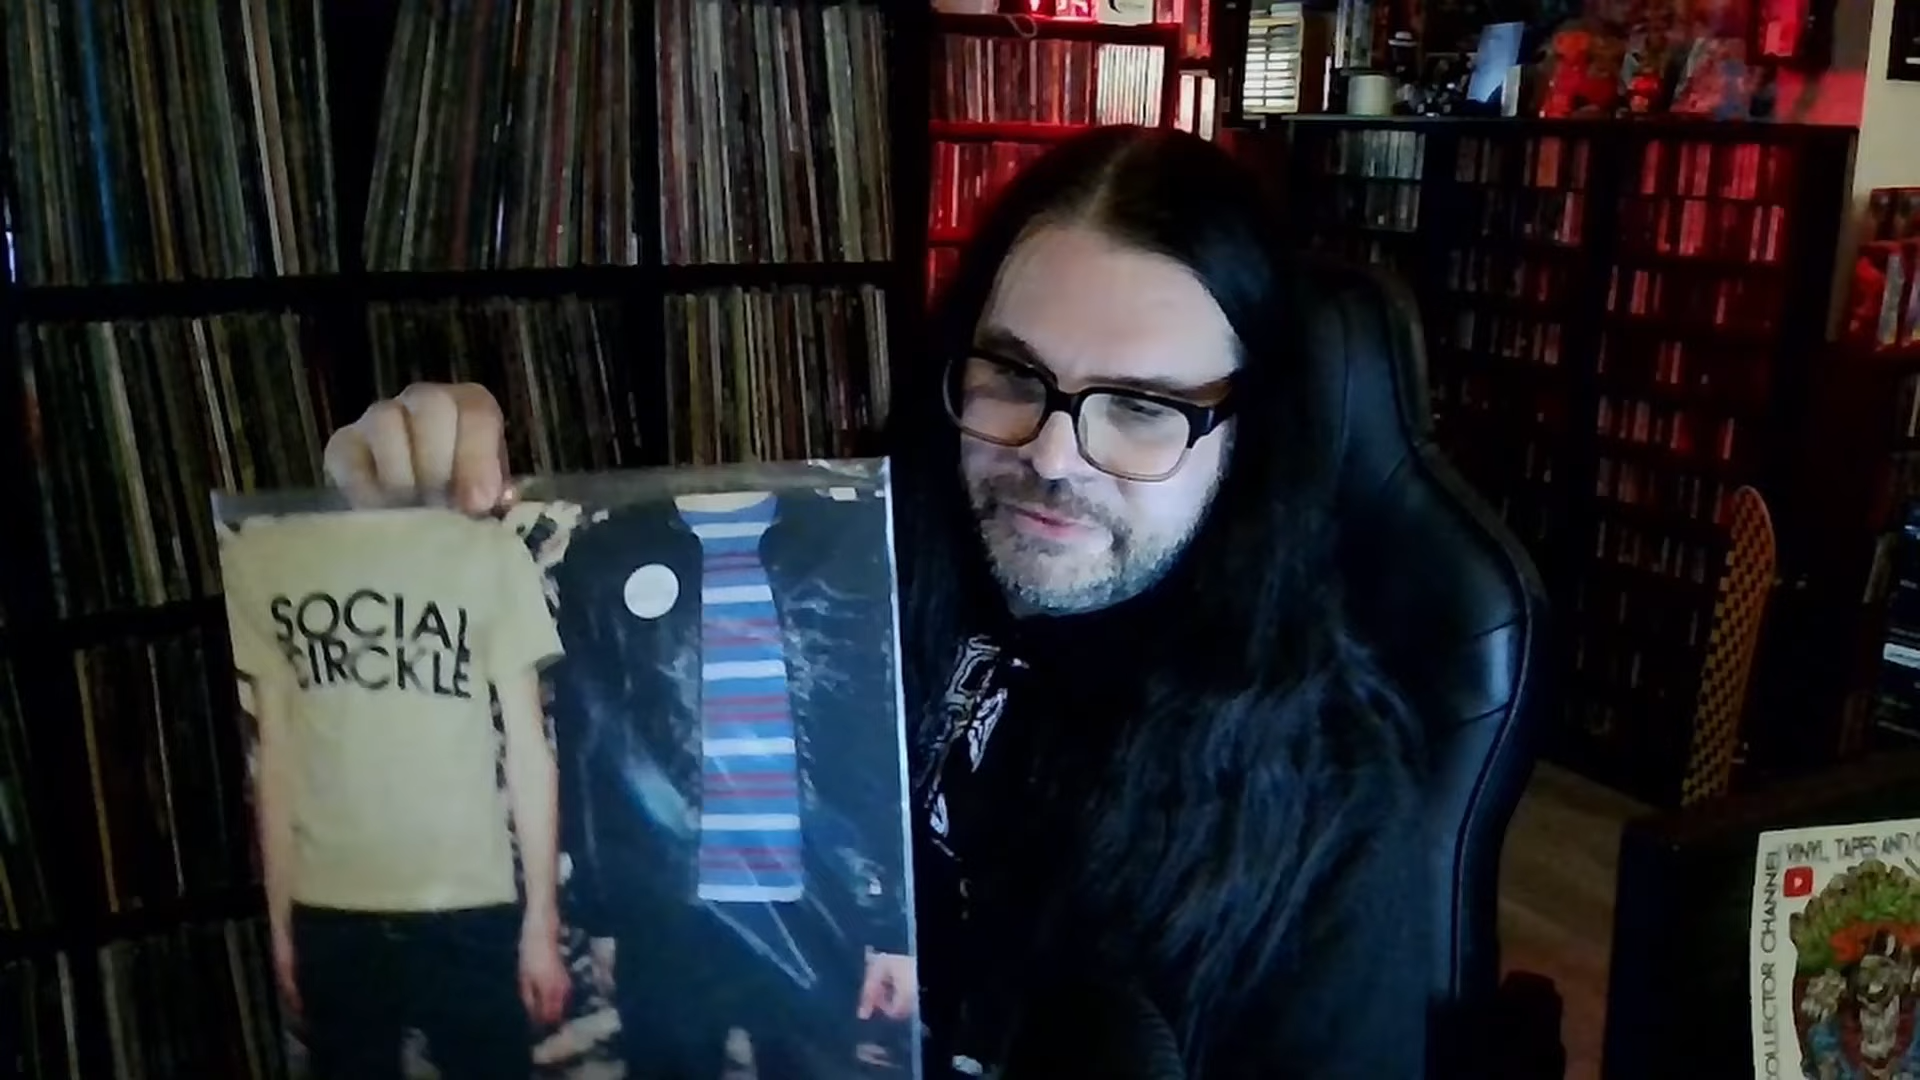 SOCIAL
CIRCKLE
VINYL, TAPES AND
COLLECTOR CHANNEL